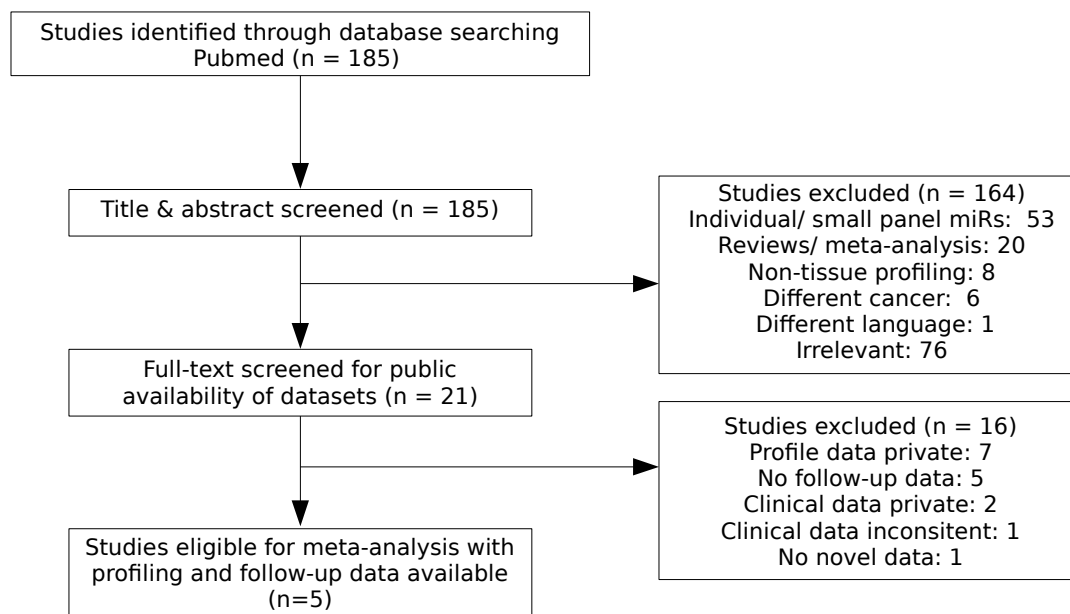 Studies identified through database searching
Pubmed (n = 185)
Title & abstract screened (n = 185)
Studies excluded (n = 164)
Individual/ small panel miRs:  53
Reviews/ meta-analysis: 20
Non-tissue profiling: 8
Different cancer:  6
Different language: 1
Irrelevant: 76
Full-text screened for public
availability of datasets (n = 21)
Studies excluded (n = 16)
Profile data private: 7
No follow-up data: 5
Clinical data private: 2
Clinical data inconsitent: 1
No novel data: 1
Studies eligible for meta-analysis with
profiling and follow-up data available
(n=5)